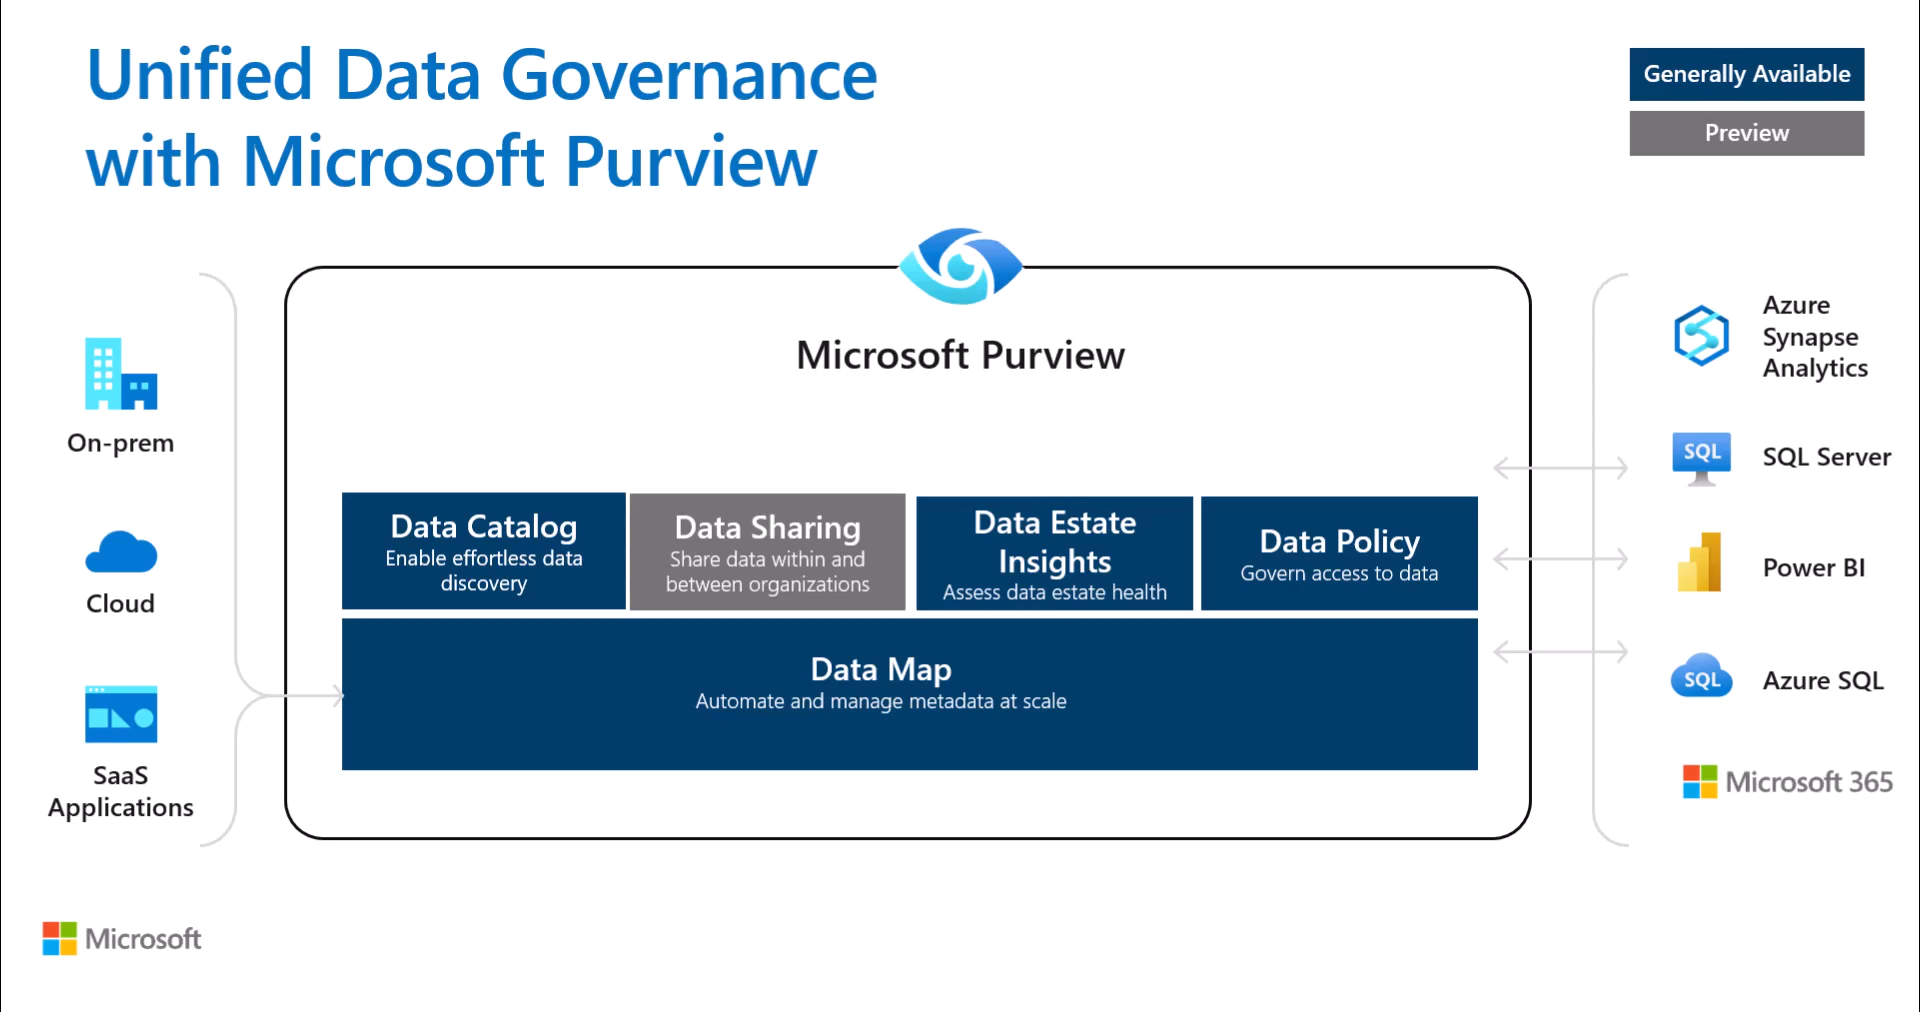 Unified Data Governance
with Microsoft Purview
Generally Available
Preview
Microsoft Purview
On-prem
Cloud
SaaS
Applications
Data Catalog
Enable effortless data
discovery
Data Sharing
Share data within and
between organizations
Data Estate
Insights
Assess data estate health
Data Policy
Govern access to data
Data Map
Automate and manage metadata at scale
Azure
Synapse
Analytics
SQL
SQL Server
Power BI
SQL
Azure SQL
Microsoft 365
Microsoft